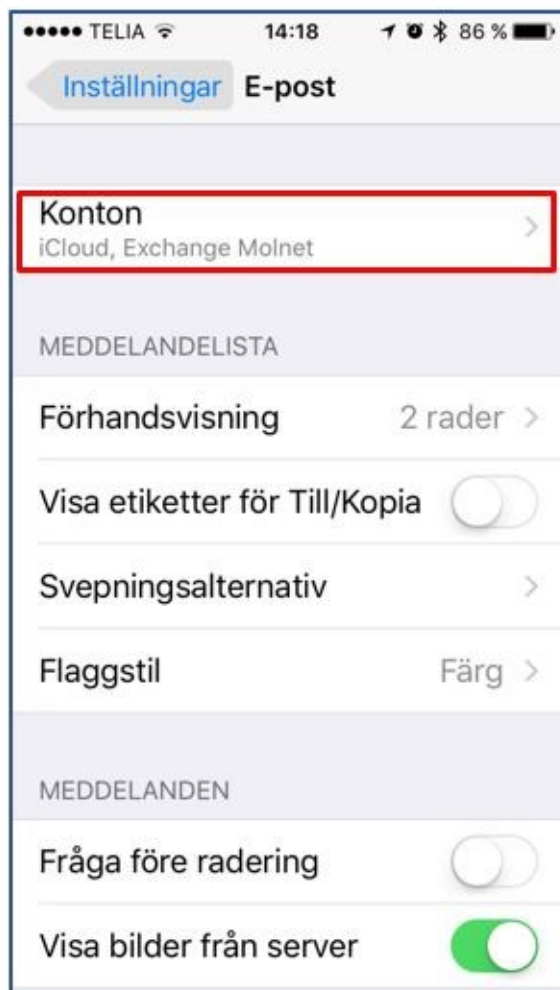 TELIA 14:18 86 %
Inställningar E-post
Konton
iCloud, Exchange Molnet
MEDDELANDELISTA
Förhandsvisning 2 rader
Visa etiketter för Till/Kopia
Svepningsalternativ
Flaggstil Färg
MEDDELANDEN
Fråga före radering
Visa bilder från server